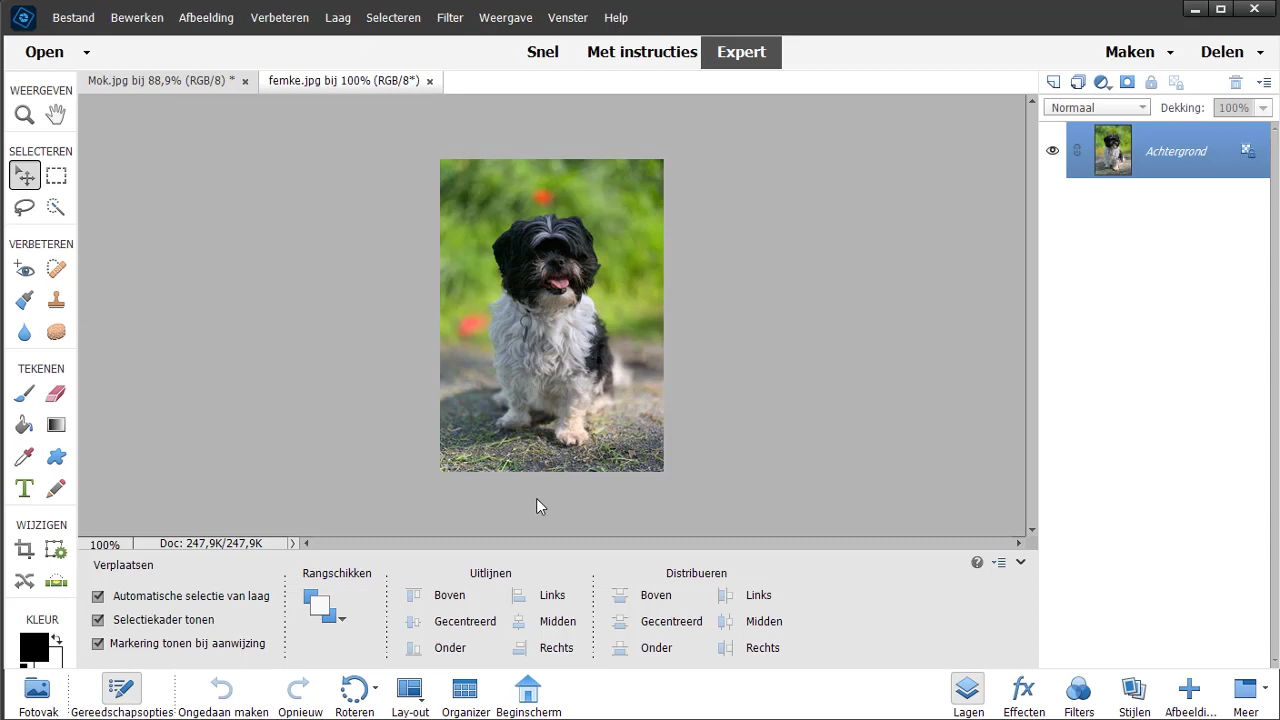 Bestand Bewerken Afbeelding Verbeteren Laag Selecteren Filter Weergave Venster Help
Open Snel Met instructies Expert Maken Delen
Mok.jpg bij 88,9% (RGB/8) * femke.jpg bij 100% (RGB/8*)
WEERGEVEN
Normaal Dekking: 100%
SELECTEREN
Achtergrond
VERBETEREN
TEKENEN
WIJZIGEN
100% Doc: 247,9K/247,9K
Verplaatsen Rangschikken Uitlijnen Distribueren
Automatische selectie van laag Boven Links Boven Links
KLEUR
Selectiekader tonen Gecentreerd Midden Gecentreerd Midden
Markering tonen bij aanwijzing Onder Rechts Onder Rechts
Fotovak Gereedschapsopties Ongedaan maken Opnieuw Roteren Lay-out Organizer Beginscherm Lagen Effecten Filters Stijlen Afbeeldi... Meer